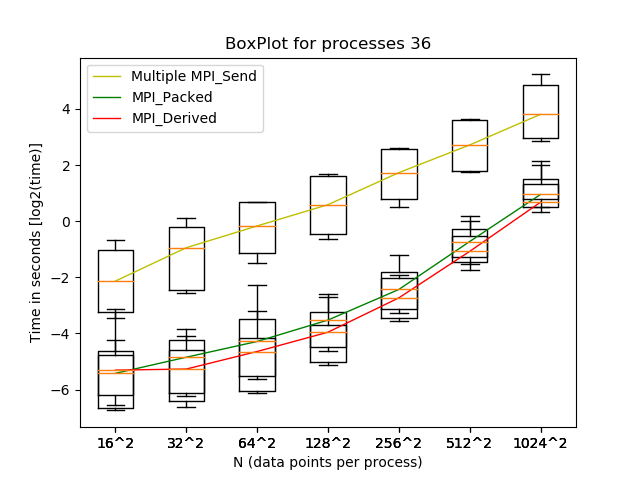 BoxPlot for processes 36
Multiple MPI_Send
MPI_Packed
MPI_Derived
Time in seconds [log2(time)]
4
2
0
−2
−4
−6
16^2 32^2 64^2 128^2 256^2 512^2 1024^2
N (data points per process)